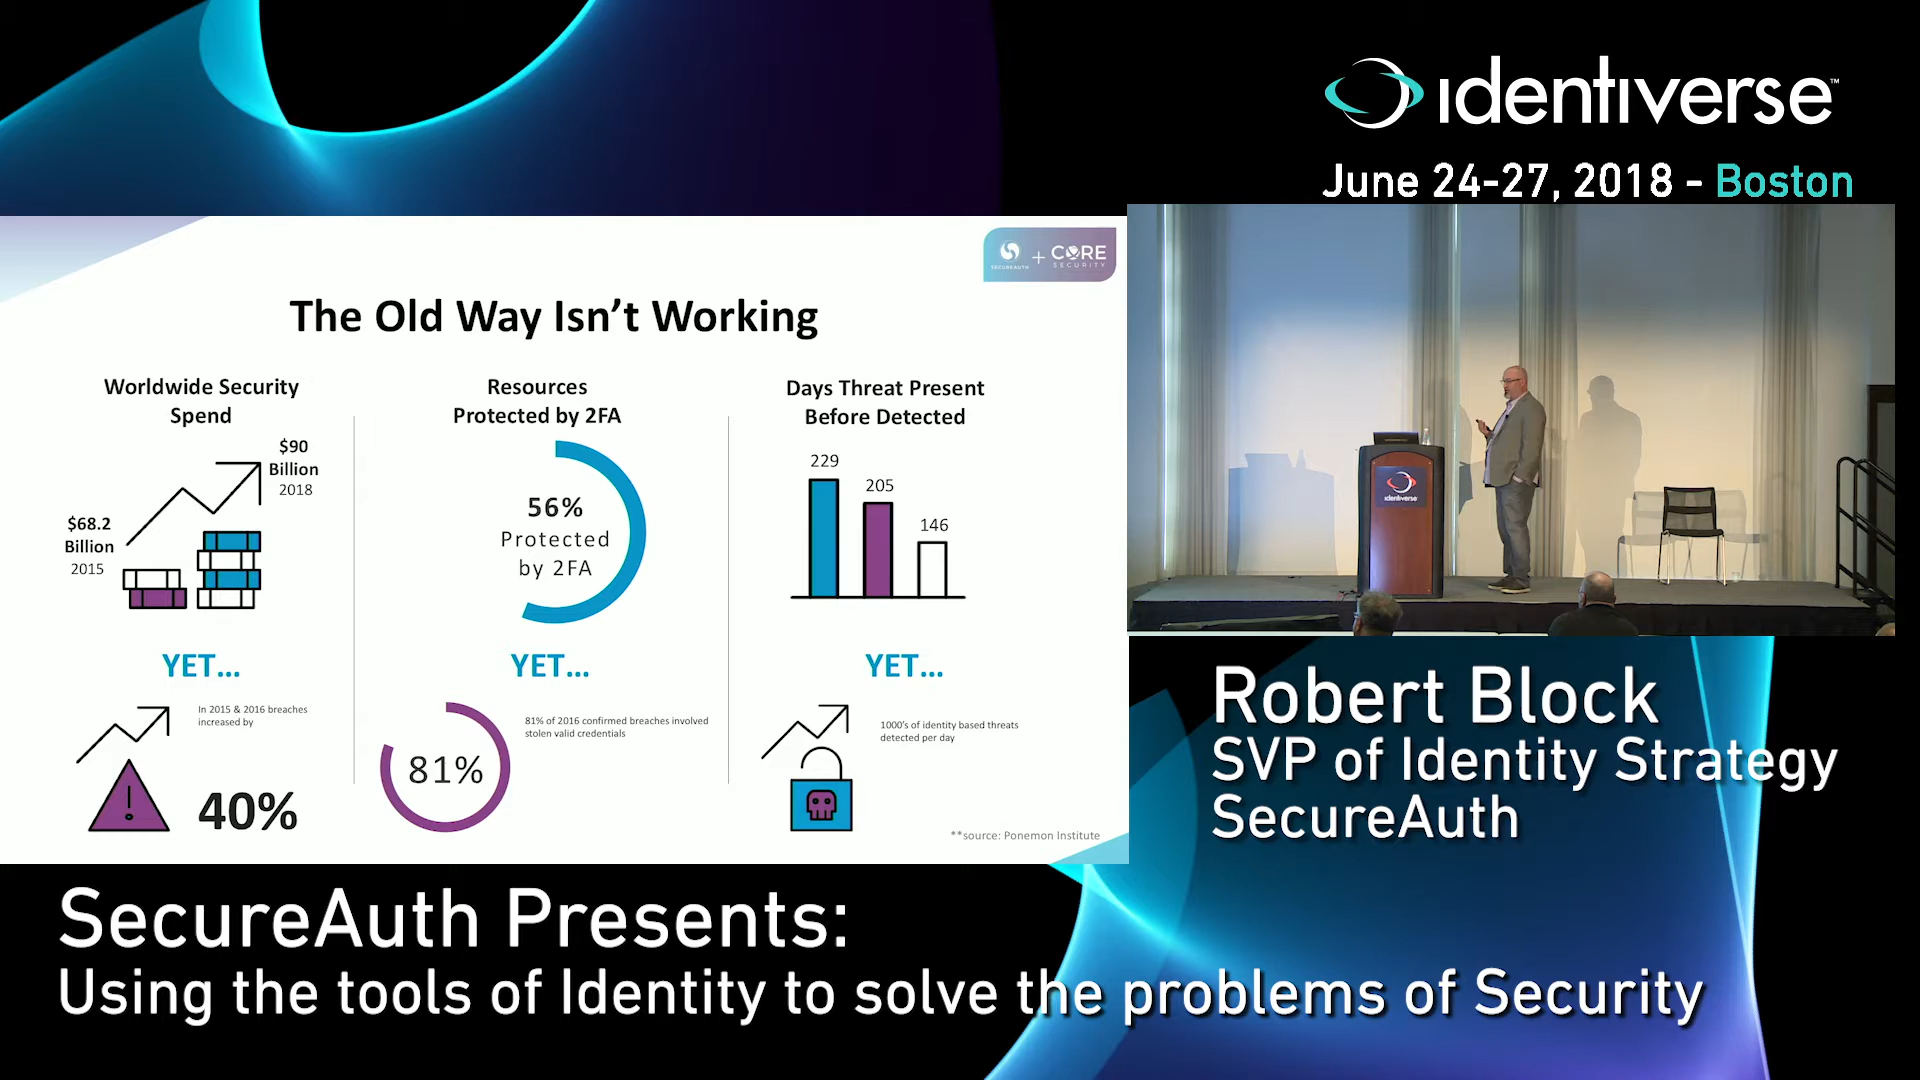 identiverse™
June 24-27, 2018 - Boston
SECUREAUTH + CORE SECURITY
The Old Way Isn't Working
Worldwide Security
Spend
$90
Billion
2018
$68.2
Billion
2015
YET...
In 2015 & 2016 breaches
increased by
40%
Resources
Protected by 2FA
56%
Protected
by 2FA
YET...
81%
81% of 2016 confirmed breaches involved
stolen valid credentials
Days Threat Present
Before Detected
229
205
146
YET...
1000's of identity based threats
detected per day
**source: Ponemon Institute
identiverse
Robert Block
SVP of Identity Strategy
SecureAuth
SecureAuth Presents:
Using the tools of Identity to solve the problems of Security